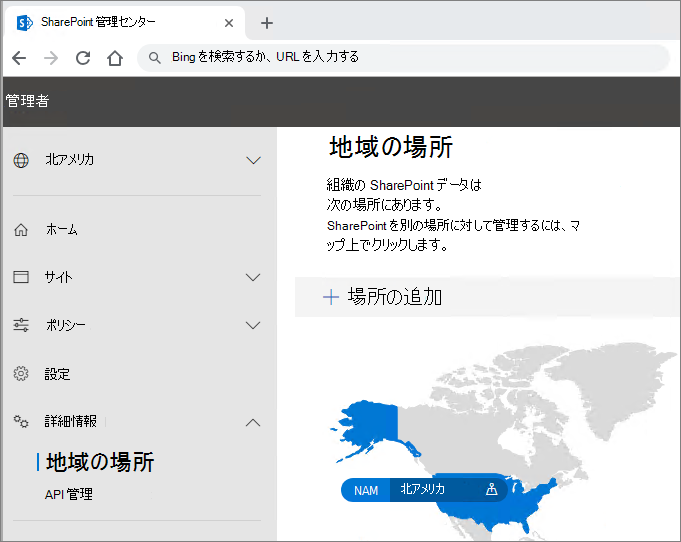 SharePoint 管理センター
Bing を検索するか、URL を入力する
管理者
北アメリカ
ホーム
サイト
ポリシー
設定
詳細情報
地域の場所
API 管理
地域の場所
組織の SharePoint データは
次の場所にあります。
SharePoint を別の場所に対して管理するには、マ
ップ上でクリックします。
場所の追加
NAM 北アメリカ